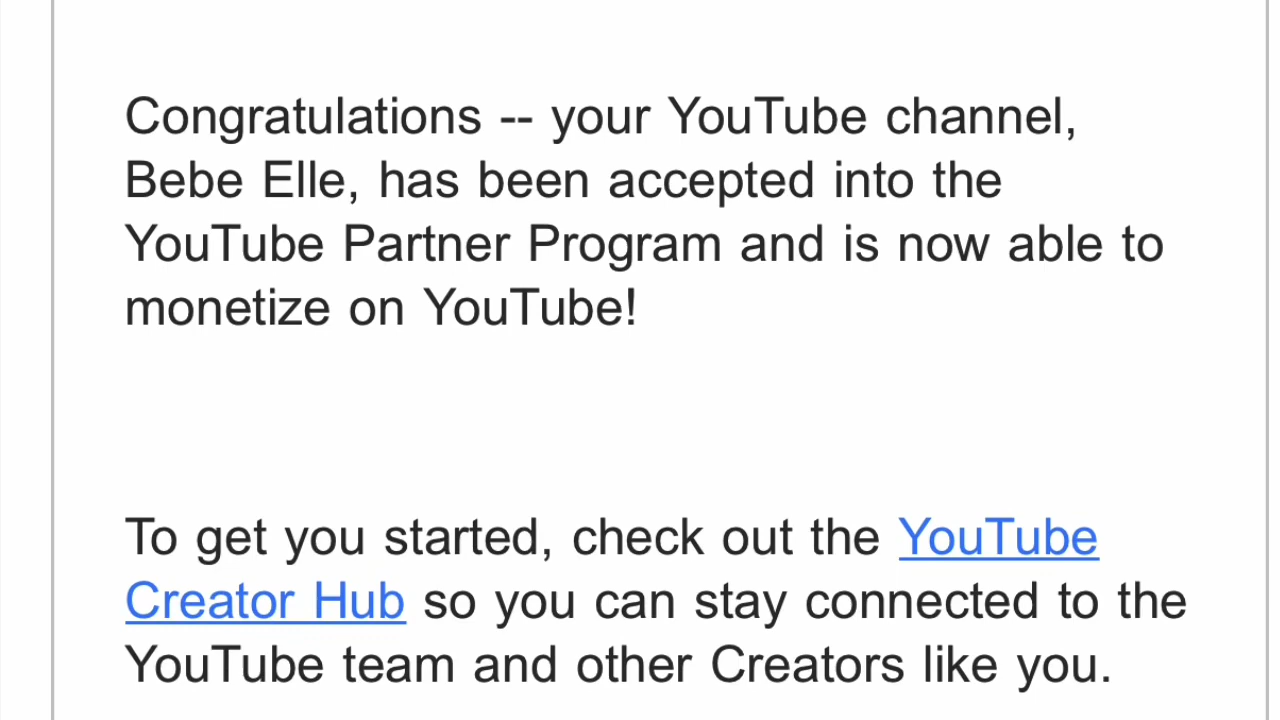 Congratulations -- your YouTube channel,
Bebe Elle, has been accepted into the
YouTube Partner Program and is now able to
monetize on YouTube!
To get you started, check out the YouTube
Creator Hub so you can stay connected to the
YouTube team and other Creators like you.